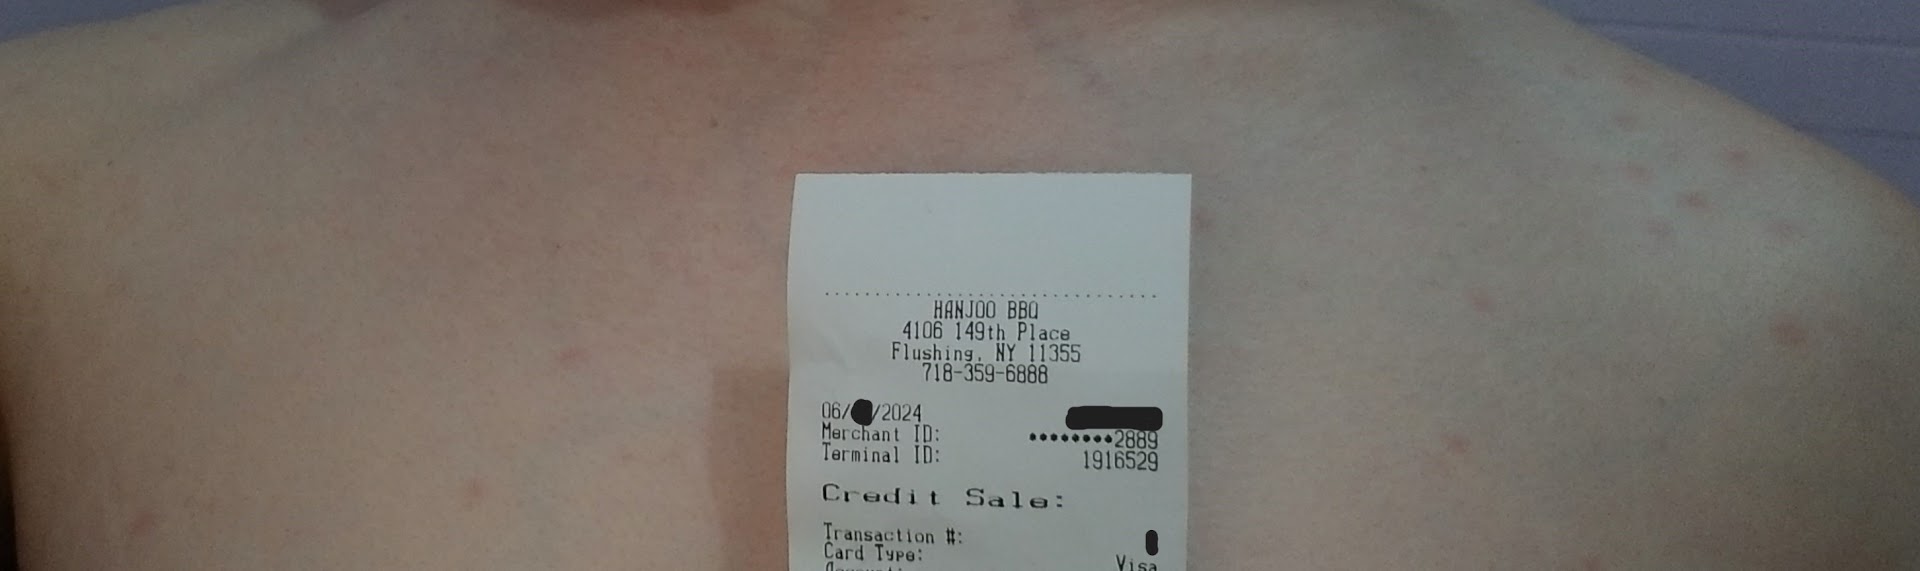 HANJOO BBQ
4106 149th Place
Flushing, NY 11355
718-359-6888
06/ /2024
Merchant ID: ••••••••2889
Terminal ID: 1916529
Credit Sale:
Transaction #:
Card Type: Visa